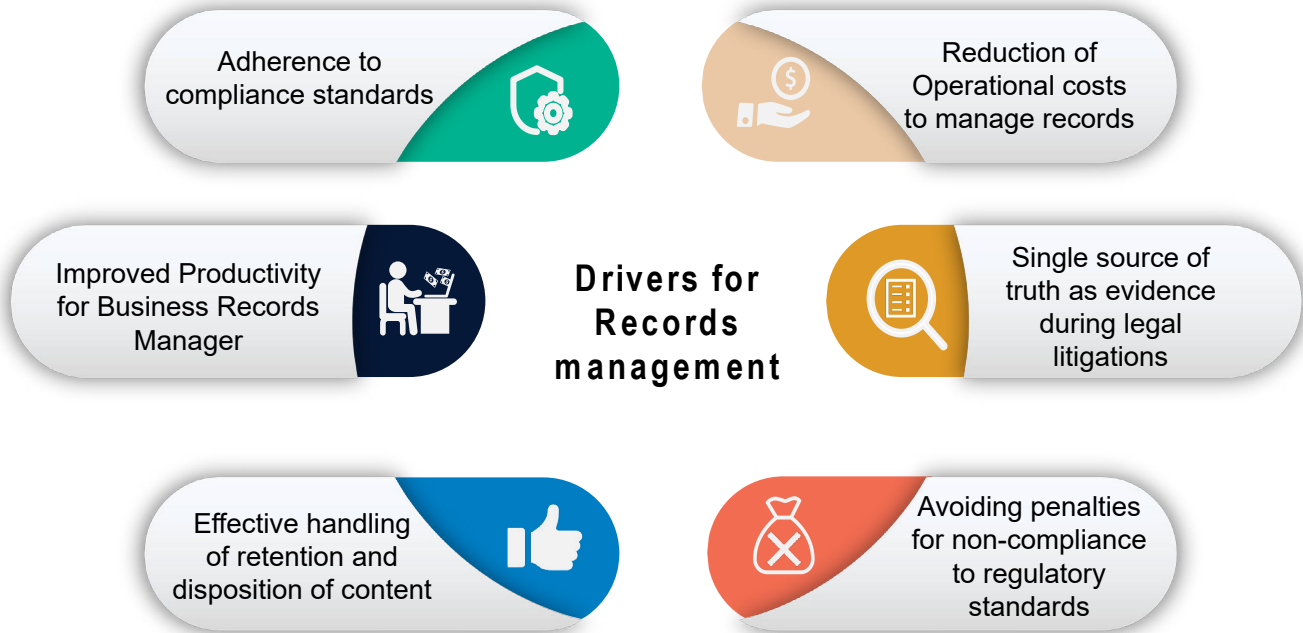 Adherence to
compliance standards
Reduction of
Operational costs
to manage records
Improved Productivity
for Business Records
Manager
Drivers for
Records
management
Single source of
truth as evidence
during legal
litigations
Effective handling
of retention and
disposition of content
Avoiding penalties
for non-compliance
to regulatory
standards